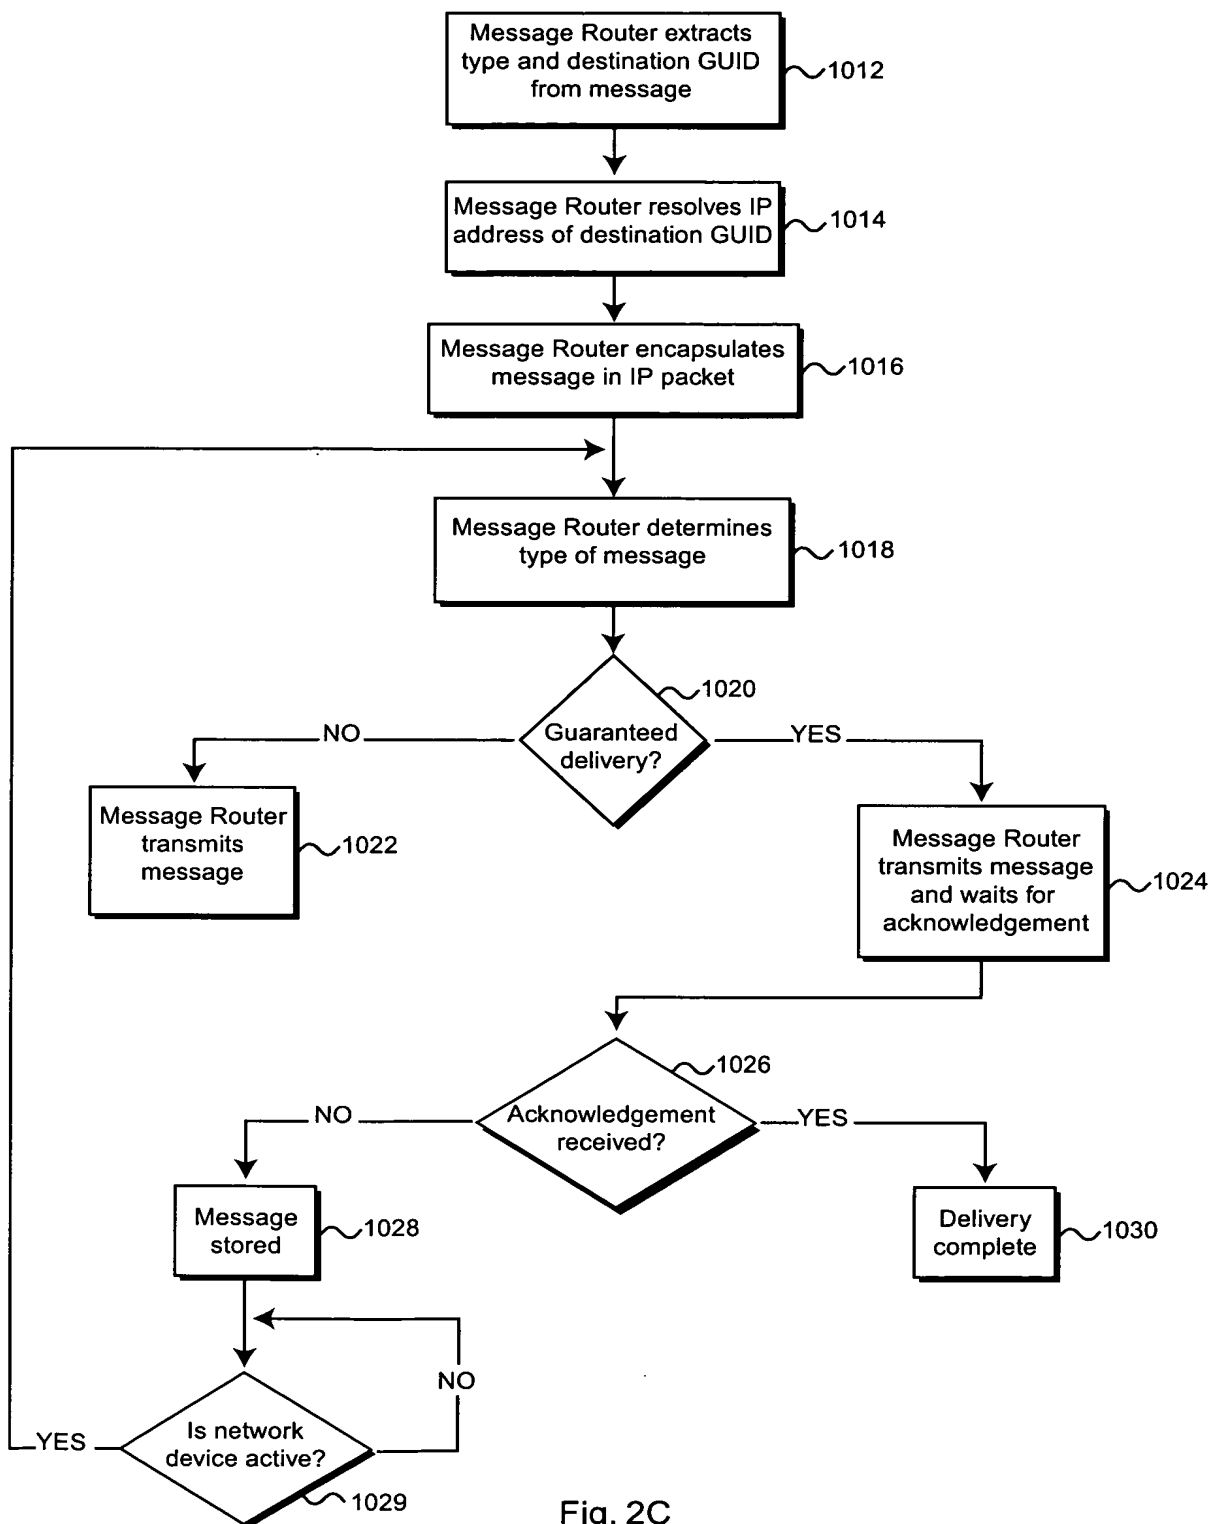 Message Router extracts
type and destination GUID
from message
1012
Message Router resolves IP
address of destination GUID
1014
Message Router encapsulates
message in IP packet
1016
Message Router determines
type of message
1018
1020
Guaranteed
delivery?
NO
YES
Message Router
transmits
message
1022
Message Router
transmits message
and waits for
acknowledgement
1024
1026
Acknowledgement
received?
NO
YES
Message
stored
1028
Delivery
complete
1030
NO
Is network
device active?
YES
1029
Fig. 2C